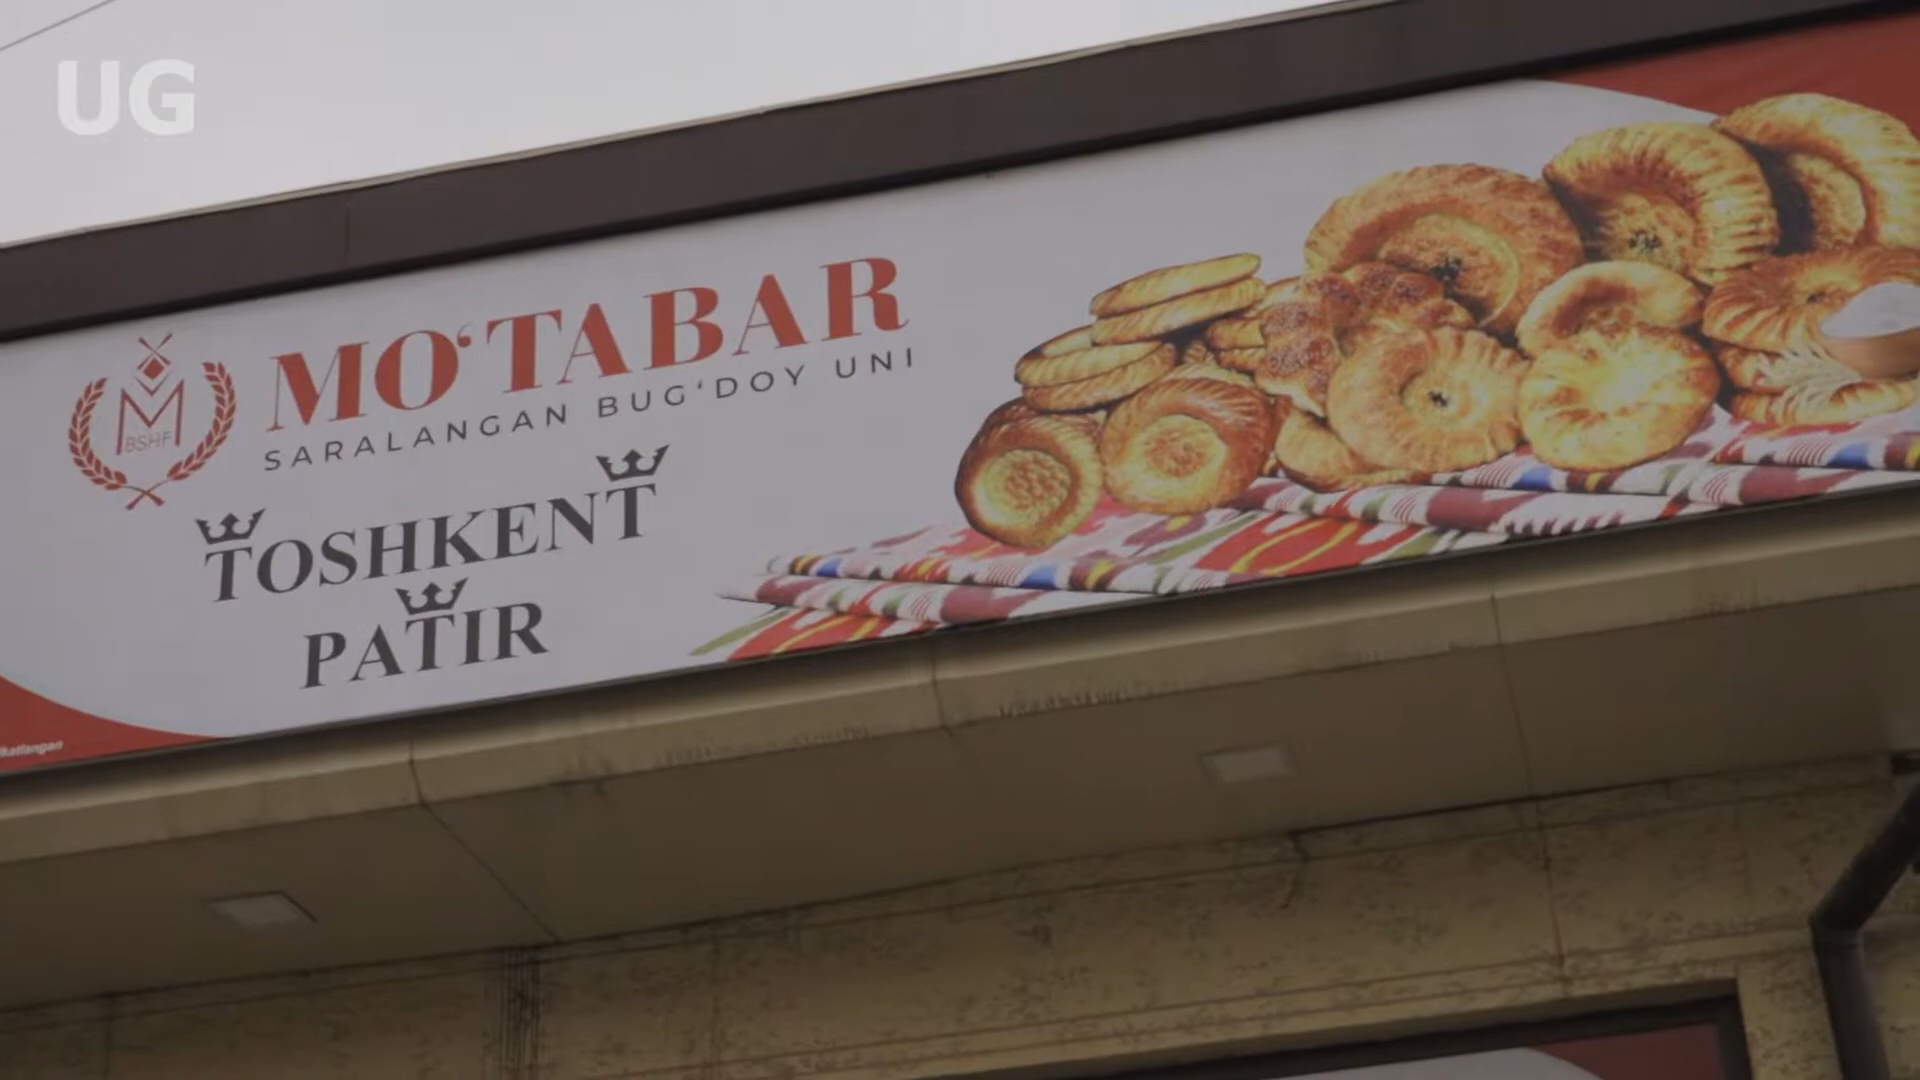 UG
MO‘TABAR
SARALANGAN BUG‘DOY UNI
BSHF
TOSHKENT
PATIR